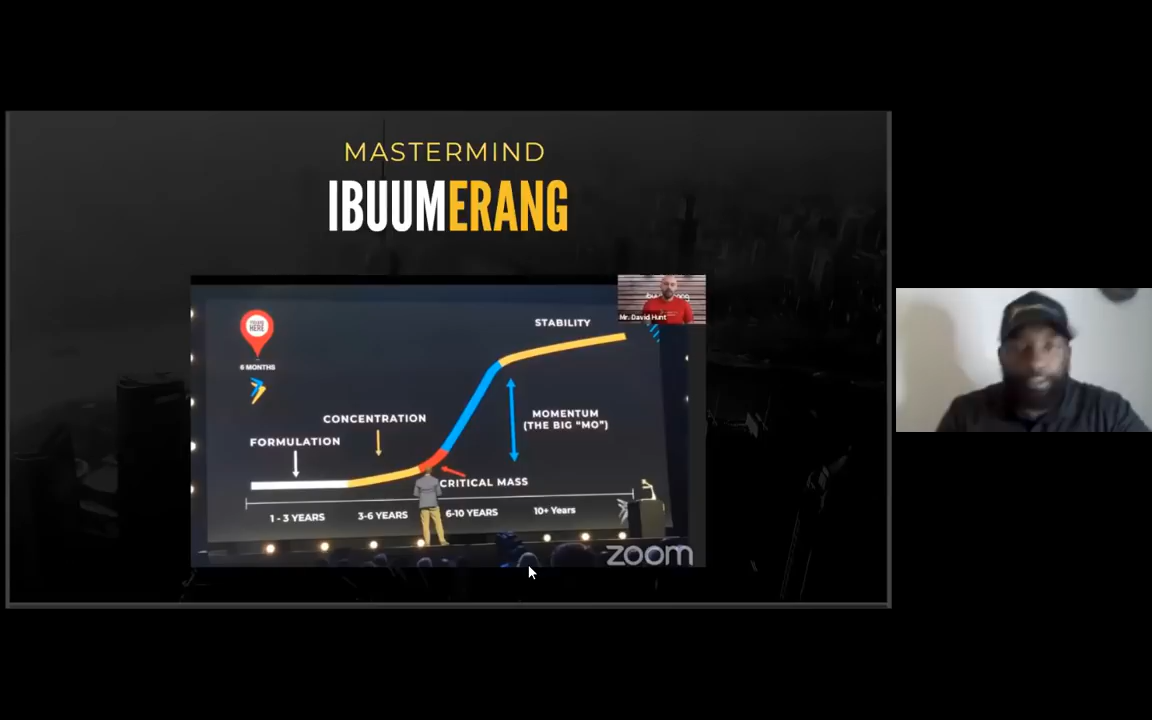 MASTERMIND
IBUUMERANG
Mr. David Hunt
HERE
6 MONTHS
STABILITY
CONCENTRATION
MOMENTUM
(THE BIG “MO”)
FORMULATION
CRITICAL MASS
1 - 3 YEARS
3-6 YEARS
6-10 YEARS
10+ Years
zoom